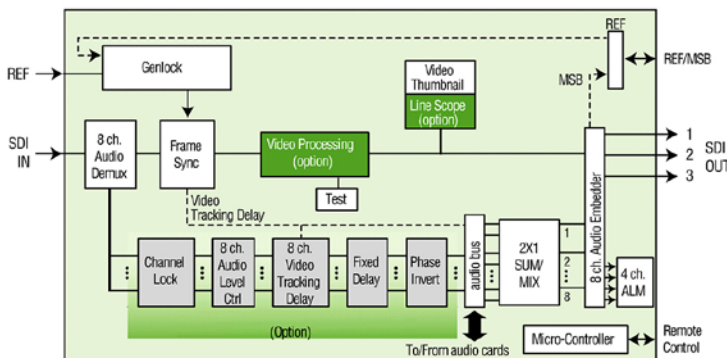 REF
REF
Genlock
REF/MSB
MSB
Video
Thumbnail
Line Scope
(option)
SDI
IN
8 ch.
Audio
Demux
Frame
Sync
Video Processing
(option)
Test
8 ch. Audio Embedder
1
2
3
SDI
OUT
Video
Tracking Delay
Channel
Lock
8 ch.
Audio
Level
Ctrl
8 ch.
Video
Tracking
Delay
Fixed
Delay
Phase
Invert
audio bus
2X1
SUM/
MIX
1
2
8
4 ch.
ALM
(Option)
To/From audio cards
Micro-Controller
Remote
Control